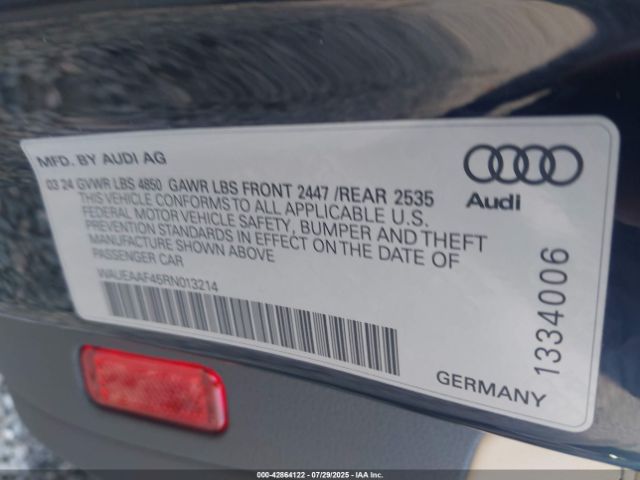 MFD. BY AUDI AG
03 24 GVWR LBS 4850 GAWR LBS FRONT 2447 /REAR 2535
THIS VEHICLE CONFORMS TO ALL APPLICABLE U.S.
FEDERAL MOTOR VEHICLE SAFETY, BUMPER AND THEFT
PREVENTION STANDARDS IN EFFECT ON THE DATE OF
MANUFACTURE SHOWN ABOVE
PASSENGER CAR
WAUEAAF45RN013214
Audi
1334006
GERMANY
000-42864122 - 07/29/2025 - IAA Inc.